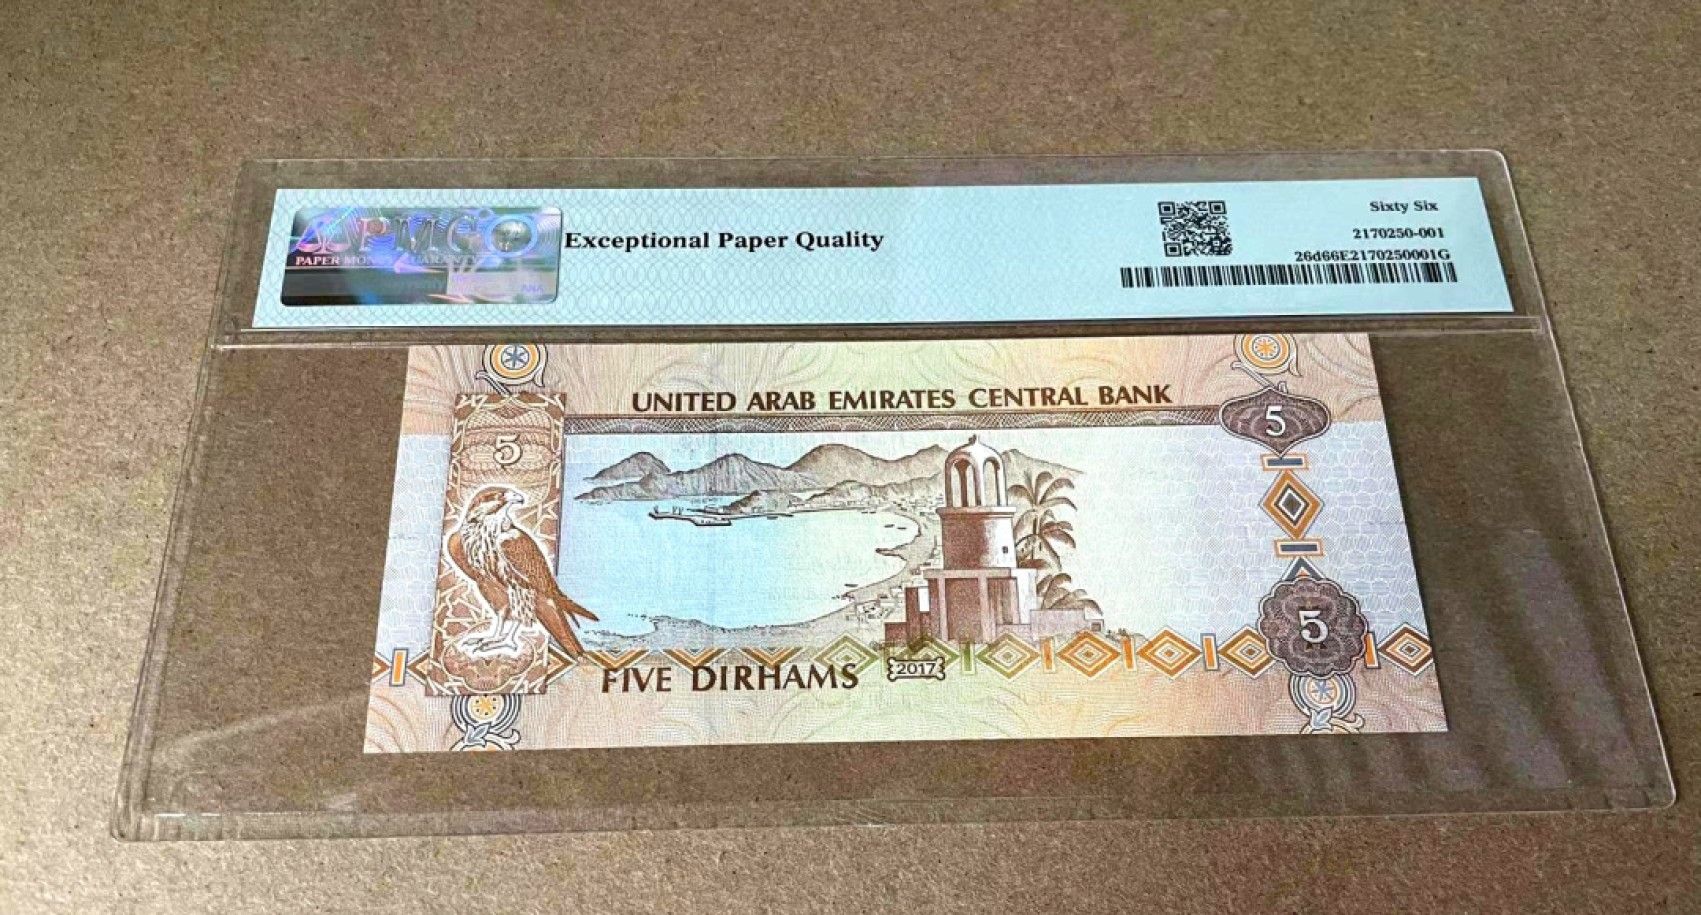 PMG
PAPER MONEY GUARANTY
ANA
Exceptional Paper Quality
Sixty Six
2170250-001
26d66E2170250001G
UNITED ARAB EMIRATES CENTRAL BANK
5
5
5
FIVE DIRHAMS
2017